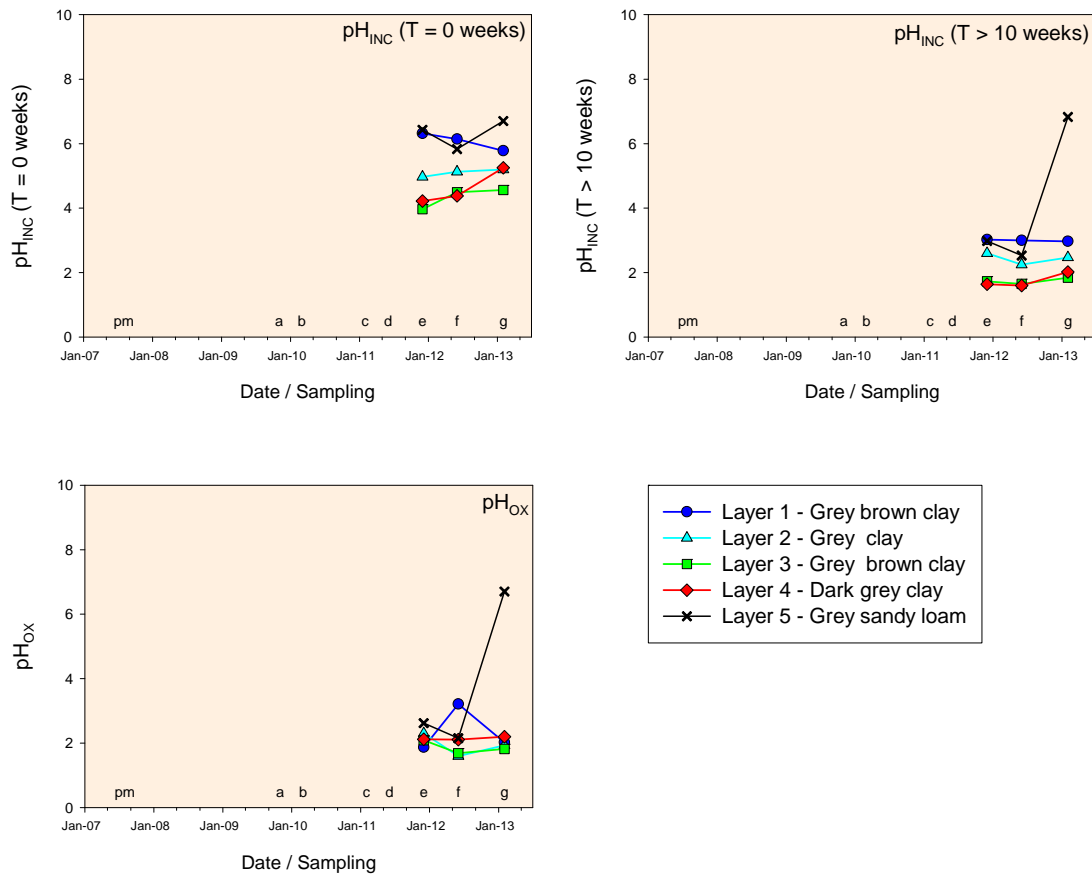 pH_INC (T = 0 weeks)
pH_INC (T = 0 weeks)
10
8
6
4
2
0
pm a b c d e f g
Jan-07 Jan-08 Jan-09 Jan-10 Jan-11 Jan-12 Jan-13
Date / Sampling
pH_INC (T > 10 weeks)
pH_INC (T > 10 weeks)
10
8
6
4
2
0
pm a b c d e f g
Jan-07 Jan-08 Jan-09 Jan-10 Jan-11 Jan-12 Jan-13
Date / Sampling
pH_OX
pH_OX
10
8
6
4
2
0
pm a b c d e f g
Jan-07 Jan-08 Jan-09 Jan-10 Jan-11 Jan-12 Jan-13
Date / Sampling
Layer 1 - Grey brown clay
Layer 2 - Grey clay
Layer 3 - Grey brown clay
Layer 4 - Dark grey clay
Layer 5 - Grey sandy loam